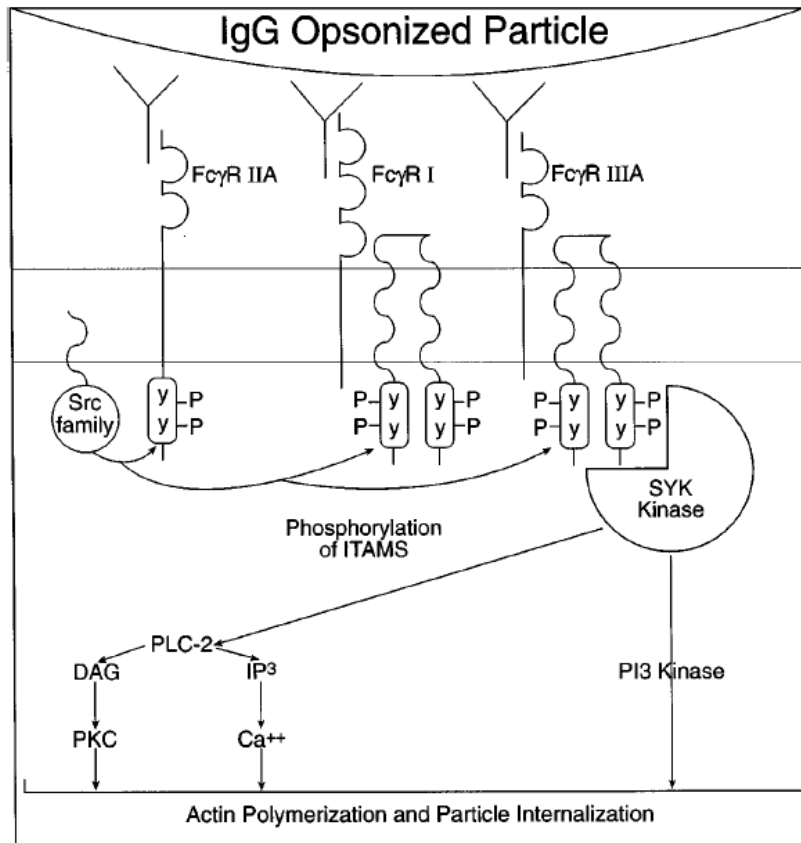 IgG Opsonized Particle
FcγR IIA
FcγR I
FcγR IIIA
Src
family
y
y
P
P
P
P
y
y
y
y
P
P
P
P
y
y
y
y
P
P
SYK
Kinase
Phosphorylation
of ITAMS
PLC-2
DAG
IP3
PI3 Kinase
PKC
Ca++
Actin Polymerization and Particle Internalization